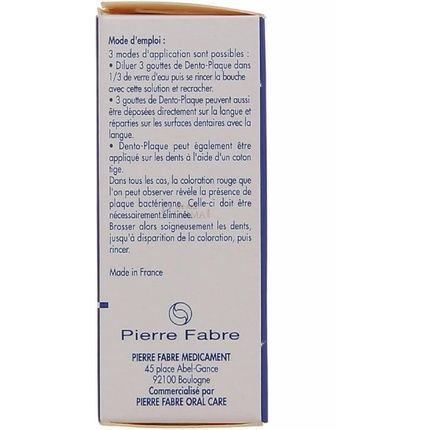 Mode d'emploi :
3 modes d'application sont possibles :
• Diluer 3 gouttes de Dento-Plaque dans
1/3 de verre d'eau puis se rincer la bouche
avec cette solution et recracher.
• 3 gouttes de Dento-Plaque peuvent aussi
être déposées directement sur la langue et
réparties sur les surfaces dentaires avec la
langue.
• Dento-Plaque peut également être
appliqué sur les dents à l'aide d'un coton
tige.
Dans tous les cas, la coloration rouge que
l'on peut observer révèle la présence de
plaque bactérienne. Celle-ci doit être
nécessairement éliminée.
Brosser alors soigneusement les dents,
jusqu'à disparition de la coloration, puis
rincer.
Made in France
Pierre Fabre
PIERRE FABRE MEDICAMENT
45 place Abel-Gance
92100 Boulogne
Commercialisé par
PIERRE FABRE ORAL CARE